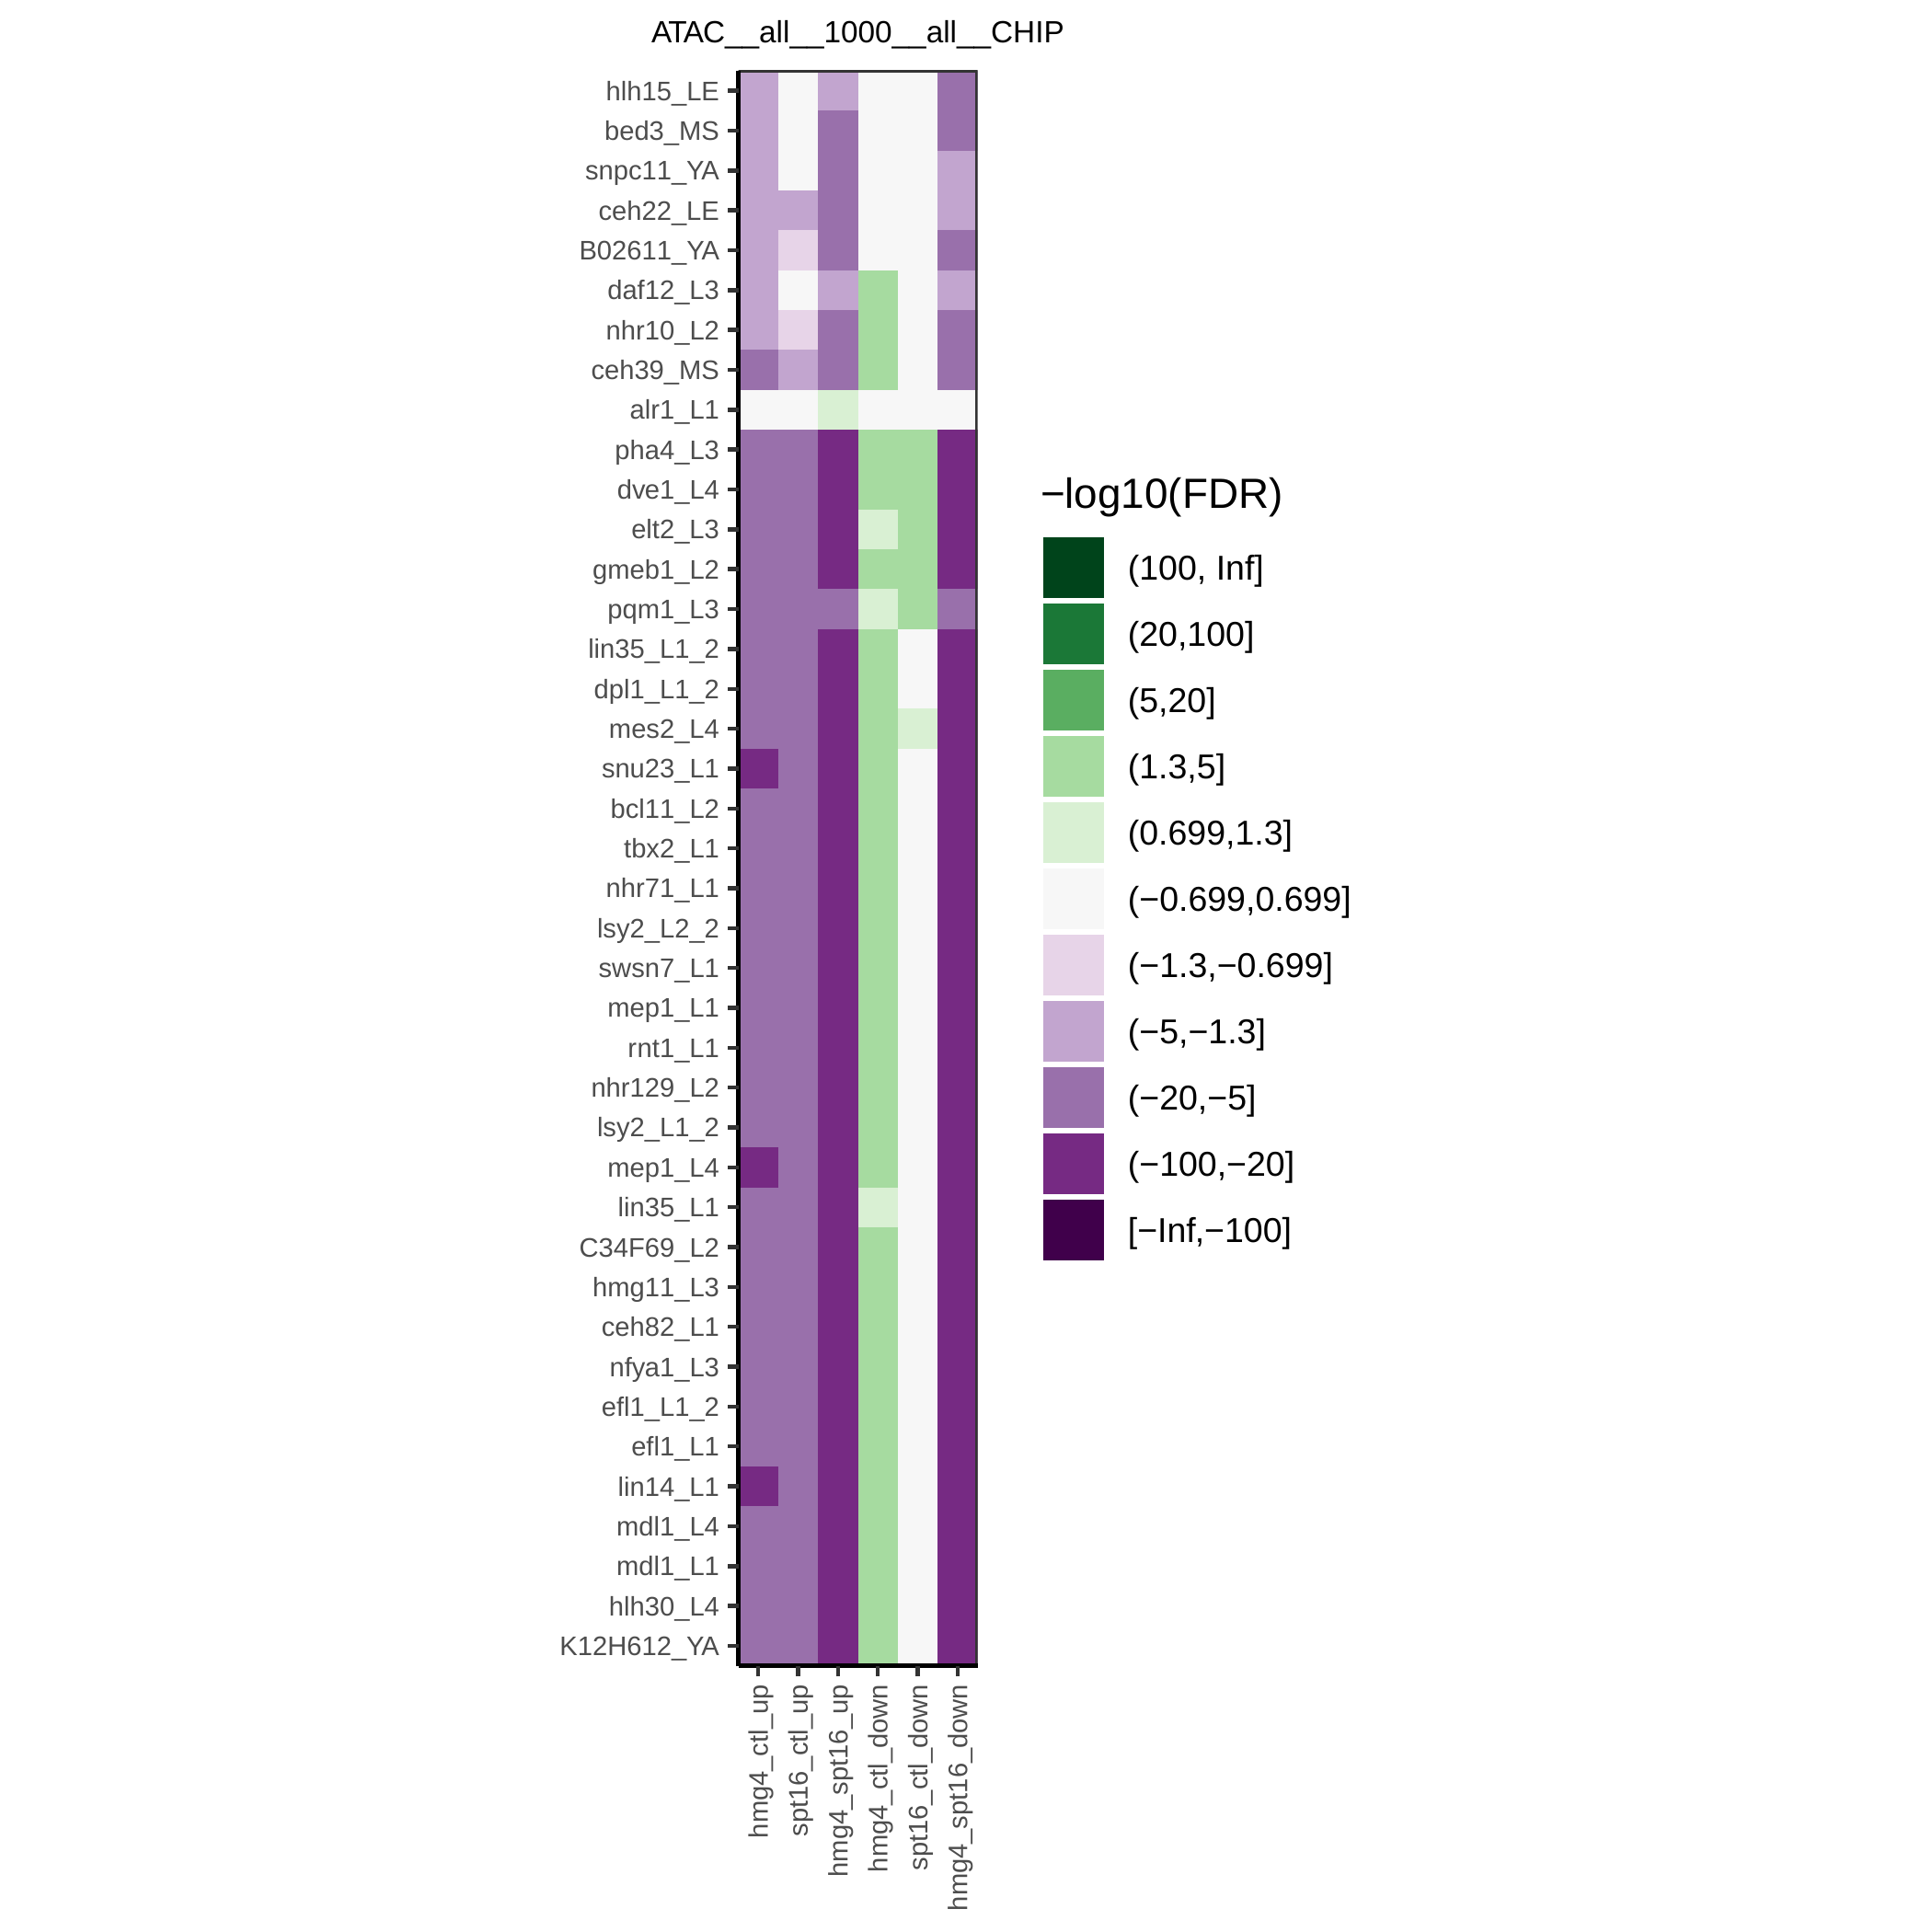 ATAC__all__1000__all__CHIP
hlh15_LE
bed3_MS
snpc11_YA
ceh22_LE
B02611_YA
daf12_L3
nhr10_L2
ceh39_MS
alr1_L1
pha4_L3
dve1_L4
elt2_L3
gmeb1_L2
pqm1_L3
lin35_L1_2
dpl1_L1_2
mes2_L4
snu23_L1
bcl11_L2
tbx2_L1
nhr71_L1
lsy2_L2_2
swsn7_L1
mep1_L1
rnt1_L1
nhr129_L2
lsy2_L1_2
mep1_L4
lin35_L1
C34F69_L2
hmg11_L3
ceh82_L1
nfya1_L3
efl1_L1_2
efl1_L1
lin14_L1
mdl1_L4
mdl1_L1
hlh30_L4
K12H612_YA
hmg4_ctl_up
spt16_ctl_up
hmg4_spt16_up
hmg4_ctl_down
spt16_ctl_down
hmg4_spt16_down
−log10(FDR)
(100, Inf]
(20,100]
(5,20]
(1.3,5]
(0.699,1.3]
(−0.699,0.699]
(−1.3,−0.699]
(−5,−1.3]
(−20,−5]
(−100,−20]
[−Inf,−100]